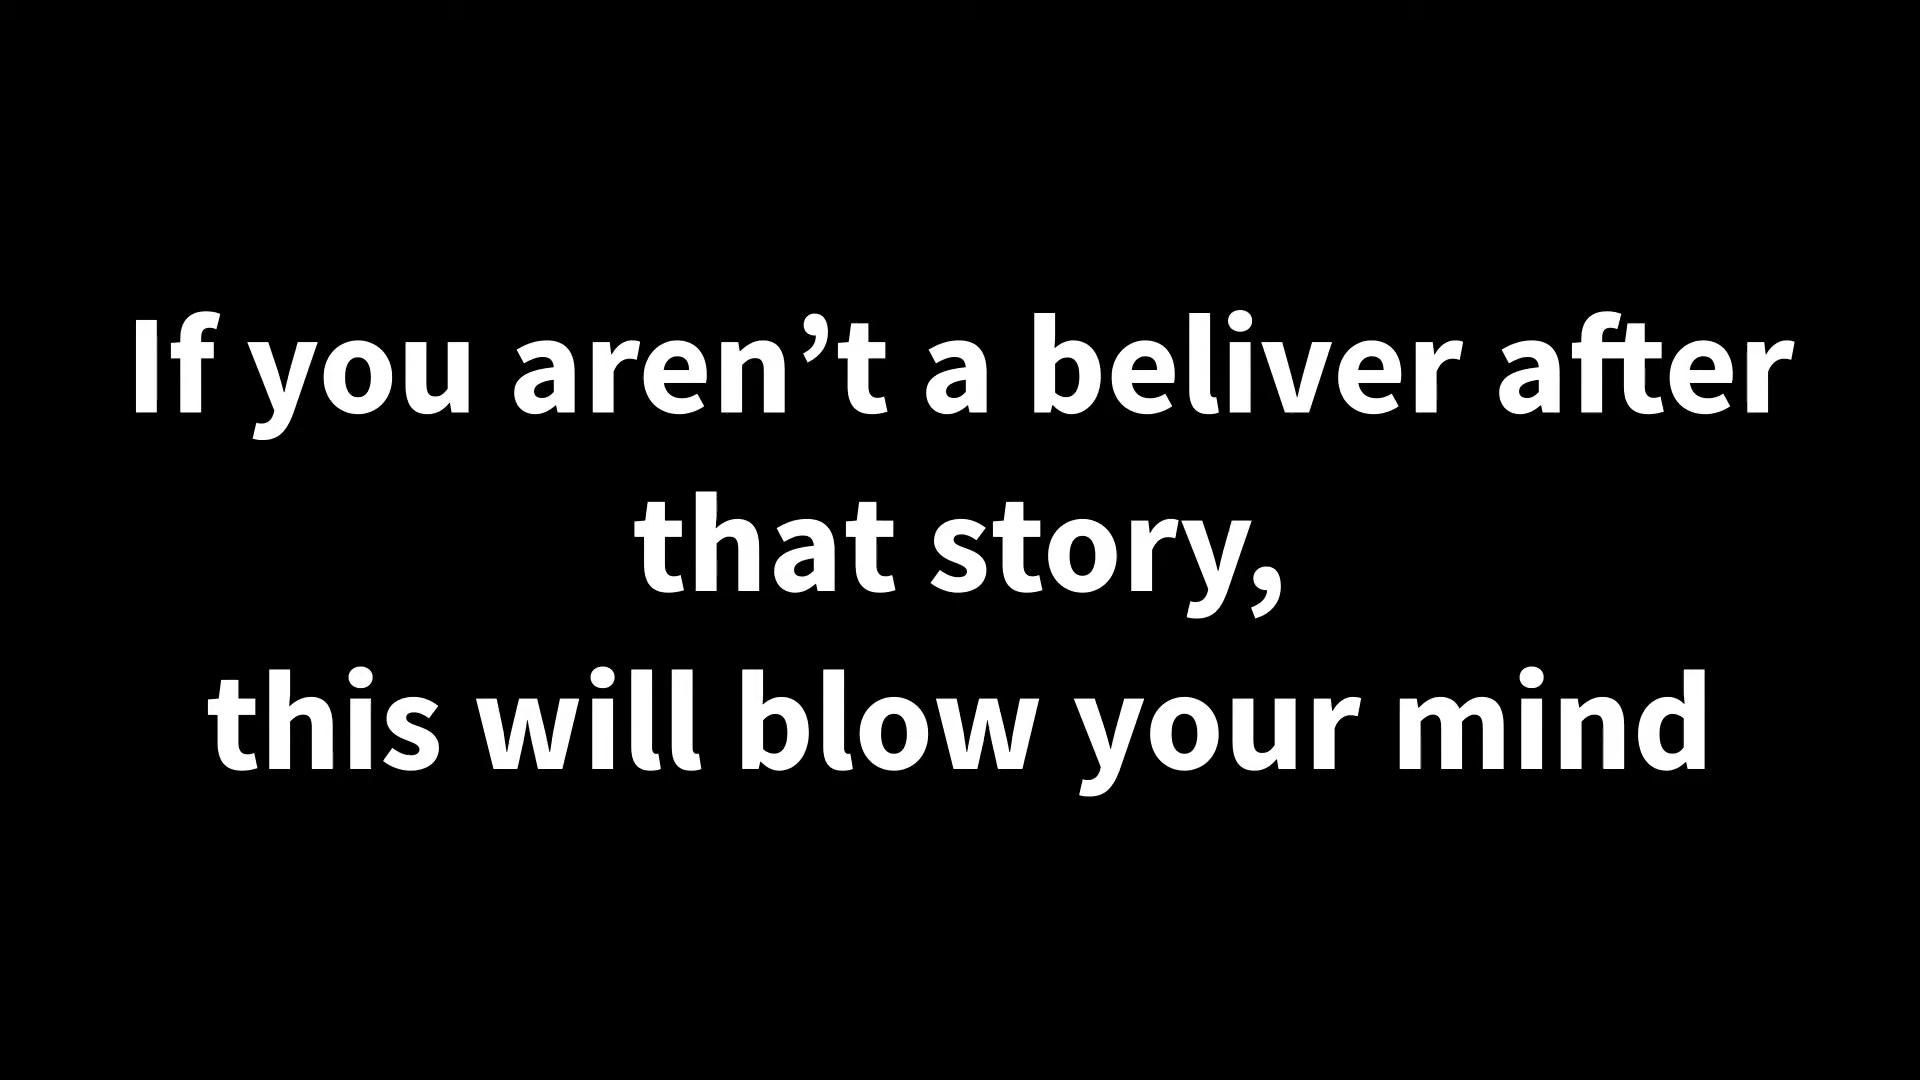 If you aren’t a beliver after
that story,
this will blow your mind